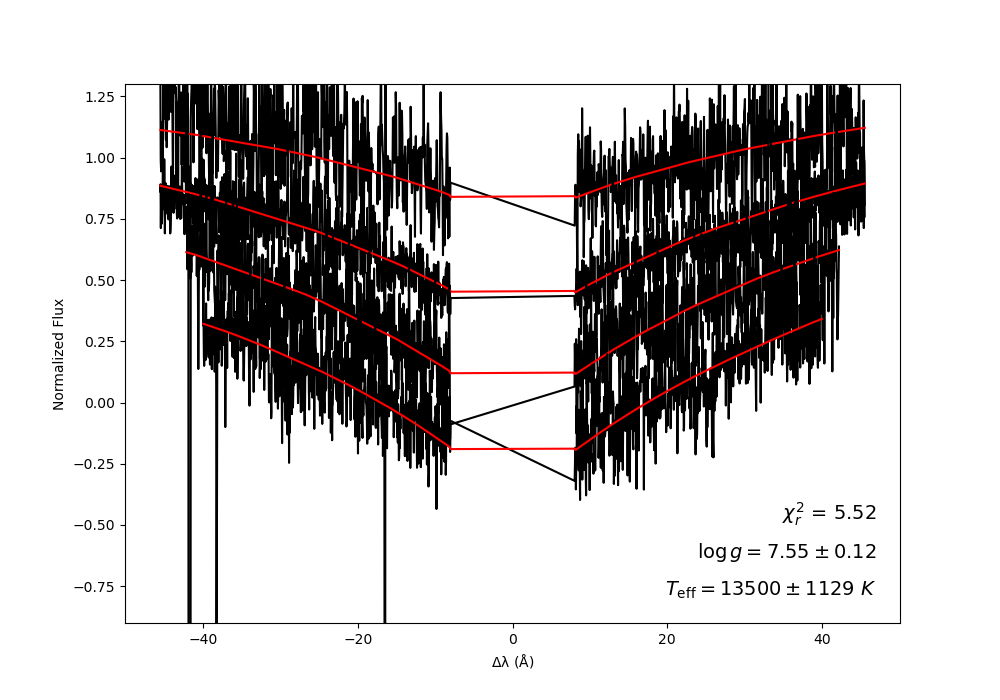 1.25
1.00
0.75
0.50
0.25
0.00
−0.25
−0.50
−0.75
Normalized Flux
χ²ᵣ = 5.52
log g = 7.55 ± 0.12
T_eff = 13500 ± 1129 K
−40 −20 0 20 40
Δλ (Å)